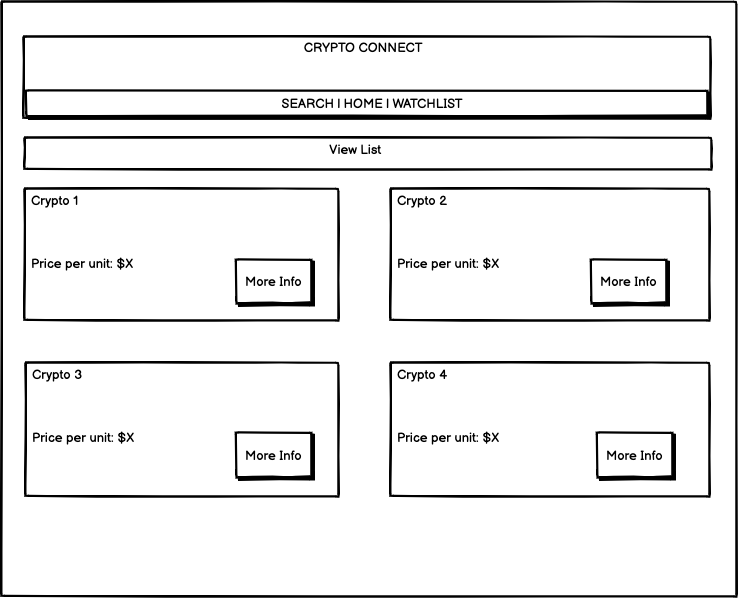 CRYPTO CONNECT
SEARCH | HOME | WATCHLIST
View List
Crypto 1
Price per unit: $X
More Info
Crypto 2
Price per unit: $X
More Info
Crypto 3
Price per unit: $X
More Info
Crypto 4
Price per unit: $X
More Info